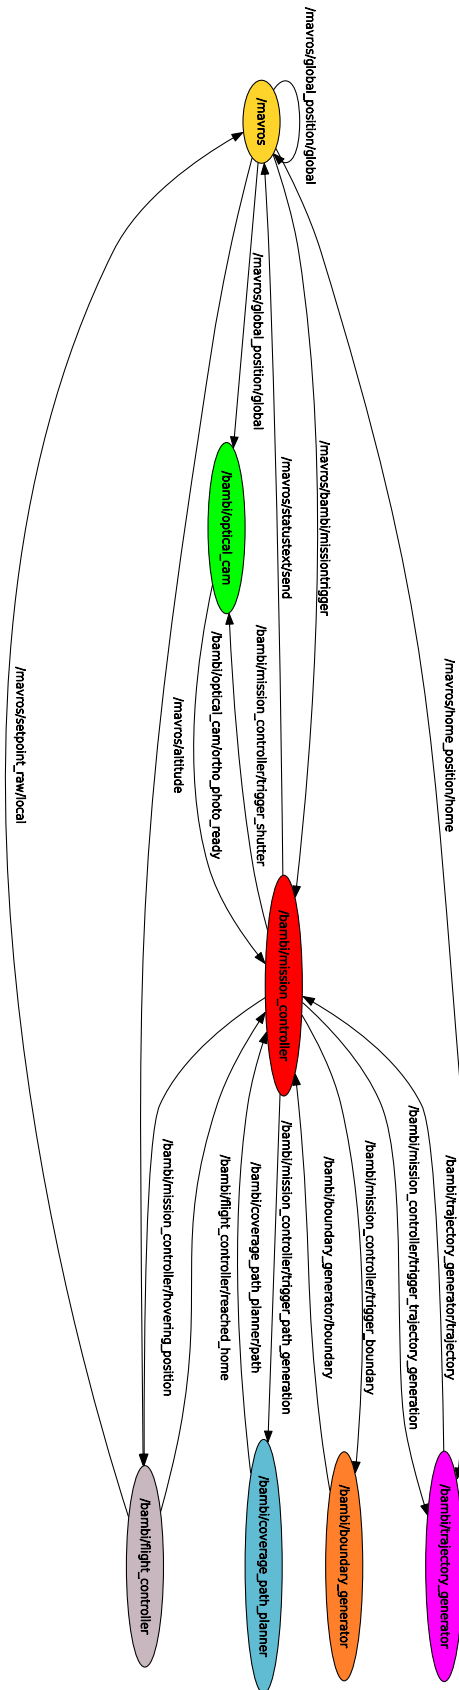 /mavros/global_position/global
/mavros
/mavros/global_position/global
/mavros/bambi/missiontrigger
/mavros/statustext/send
/bambi/optical_cam
/bambi/mission_controller/trigger_shutter
/bambi/optical_cam/ortho_photo_ready
/mavros/home_position/home
/mavros/altitude
/mavros/setpoint_raw/local
/bambi/mission_controller
/bambi/trajectory_generator/trajectory
/bambi/mission_controller/trigger_trajectory_generation
/bambi/mission_controller/trigger_boundary
/bambi/boundary_generator/boundary
/bambi/mission_controller/trigger_path_generation
/bambi/coverage_path_planner/path
/bambi/flight_controller/reached_home
/bambi/mission_controller/hovering_position
/bambi/trajectory_generator
/bambi/boundary_generator
/bambi/coverage_path_planner
/bambi/flight_controller